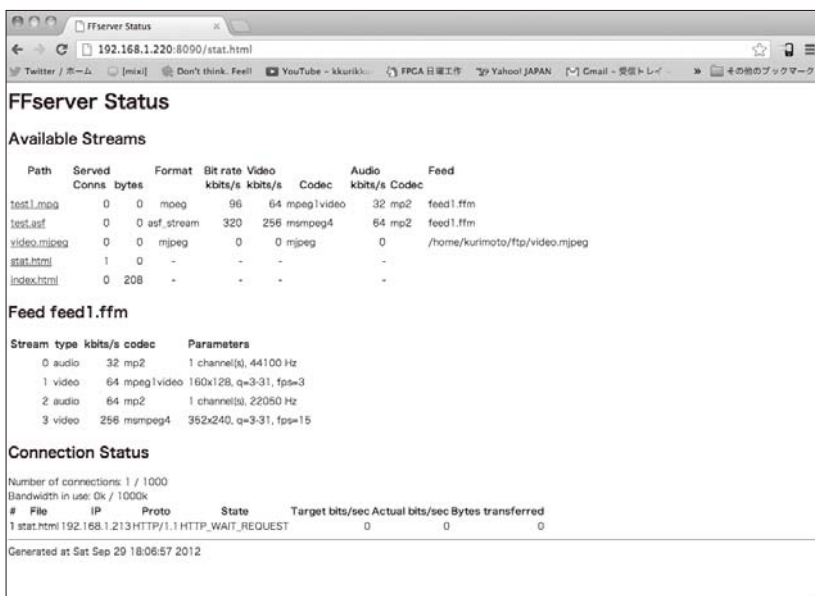 FFserver Status
192.168.1.220:8090/stat.html
Twitter / ホーム [mixi] Don't think. Feel! YouTube - kkurikku FPGA 日曜工作 Yahoo! JAPAN Gmail - 受信トレイ » その他のブックマーク
FFserver Status
Available Streams
Path Served Conns bytes Format Bit rate kbits/s Video kbits/s Codec Audio kbits/s Codec Feed
test1.mpg 0 0 mpeg 96 64 mpeg1video 32 mp2 feed1.ffm
test.asf 0 0 asf_stream 320 256 msmpeg4 64 mp2 feed1.ffm
video.mjpeg 0 0 mjpeg 0 0 mjpeg 0 /home/kurimoto/ftp/video.mjpeg
stat.html 1 0 - - - -
index.html 0 208 - - - -
Feed feed1.ffm
Stream type kbits/s codec Parameters
0 audio 32 mp2 1 channel(s), 44100 Hz
1 video 64 mpeg1video 160x128, q=3-31, fps=3
2 audio 64 mp2 1 channel(s), 22050 Hz
3 video 256 msmpeg4 352x240, q=3-31, fps=15
Connection Status
Number of connections: 1 / 1000
Bandwidth in use: 0k / 1000k
# File IP Proto State Target bits/sec Actual bits/sec Bytes transferred
1 stat.html 192.168.1.213 HTTP/1.1 HTTP_WAIT_REQUEST 0 0 0
Generated at Sat Sep 29 18:06:57 2012